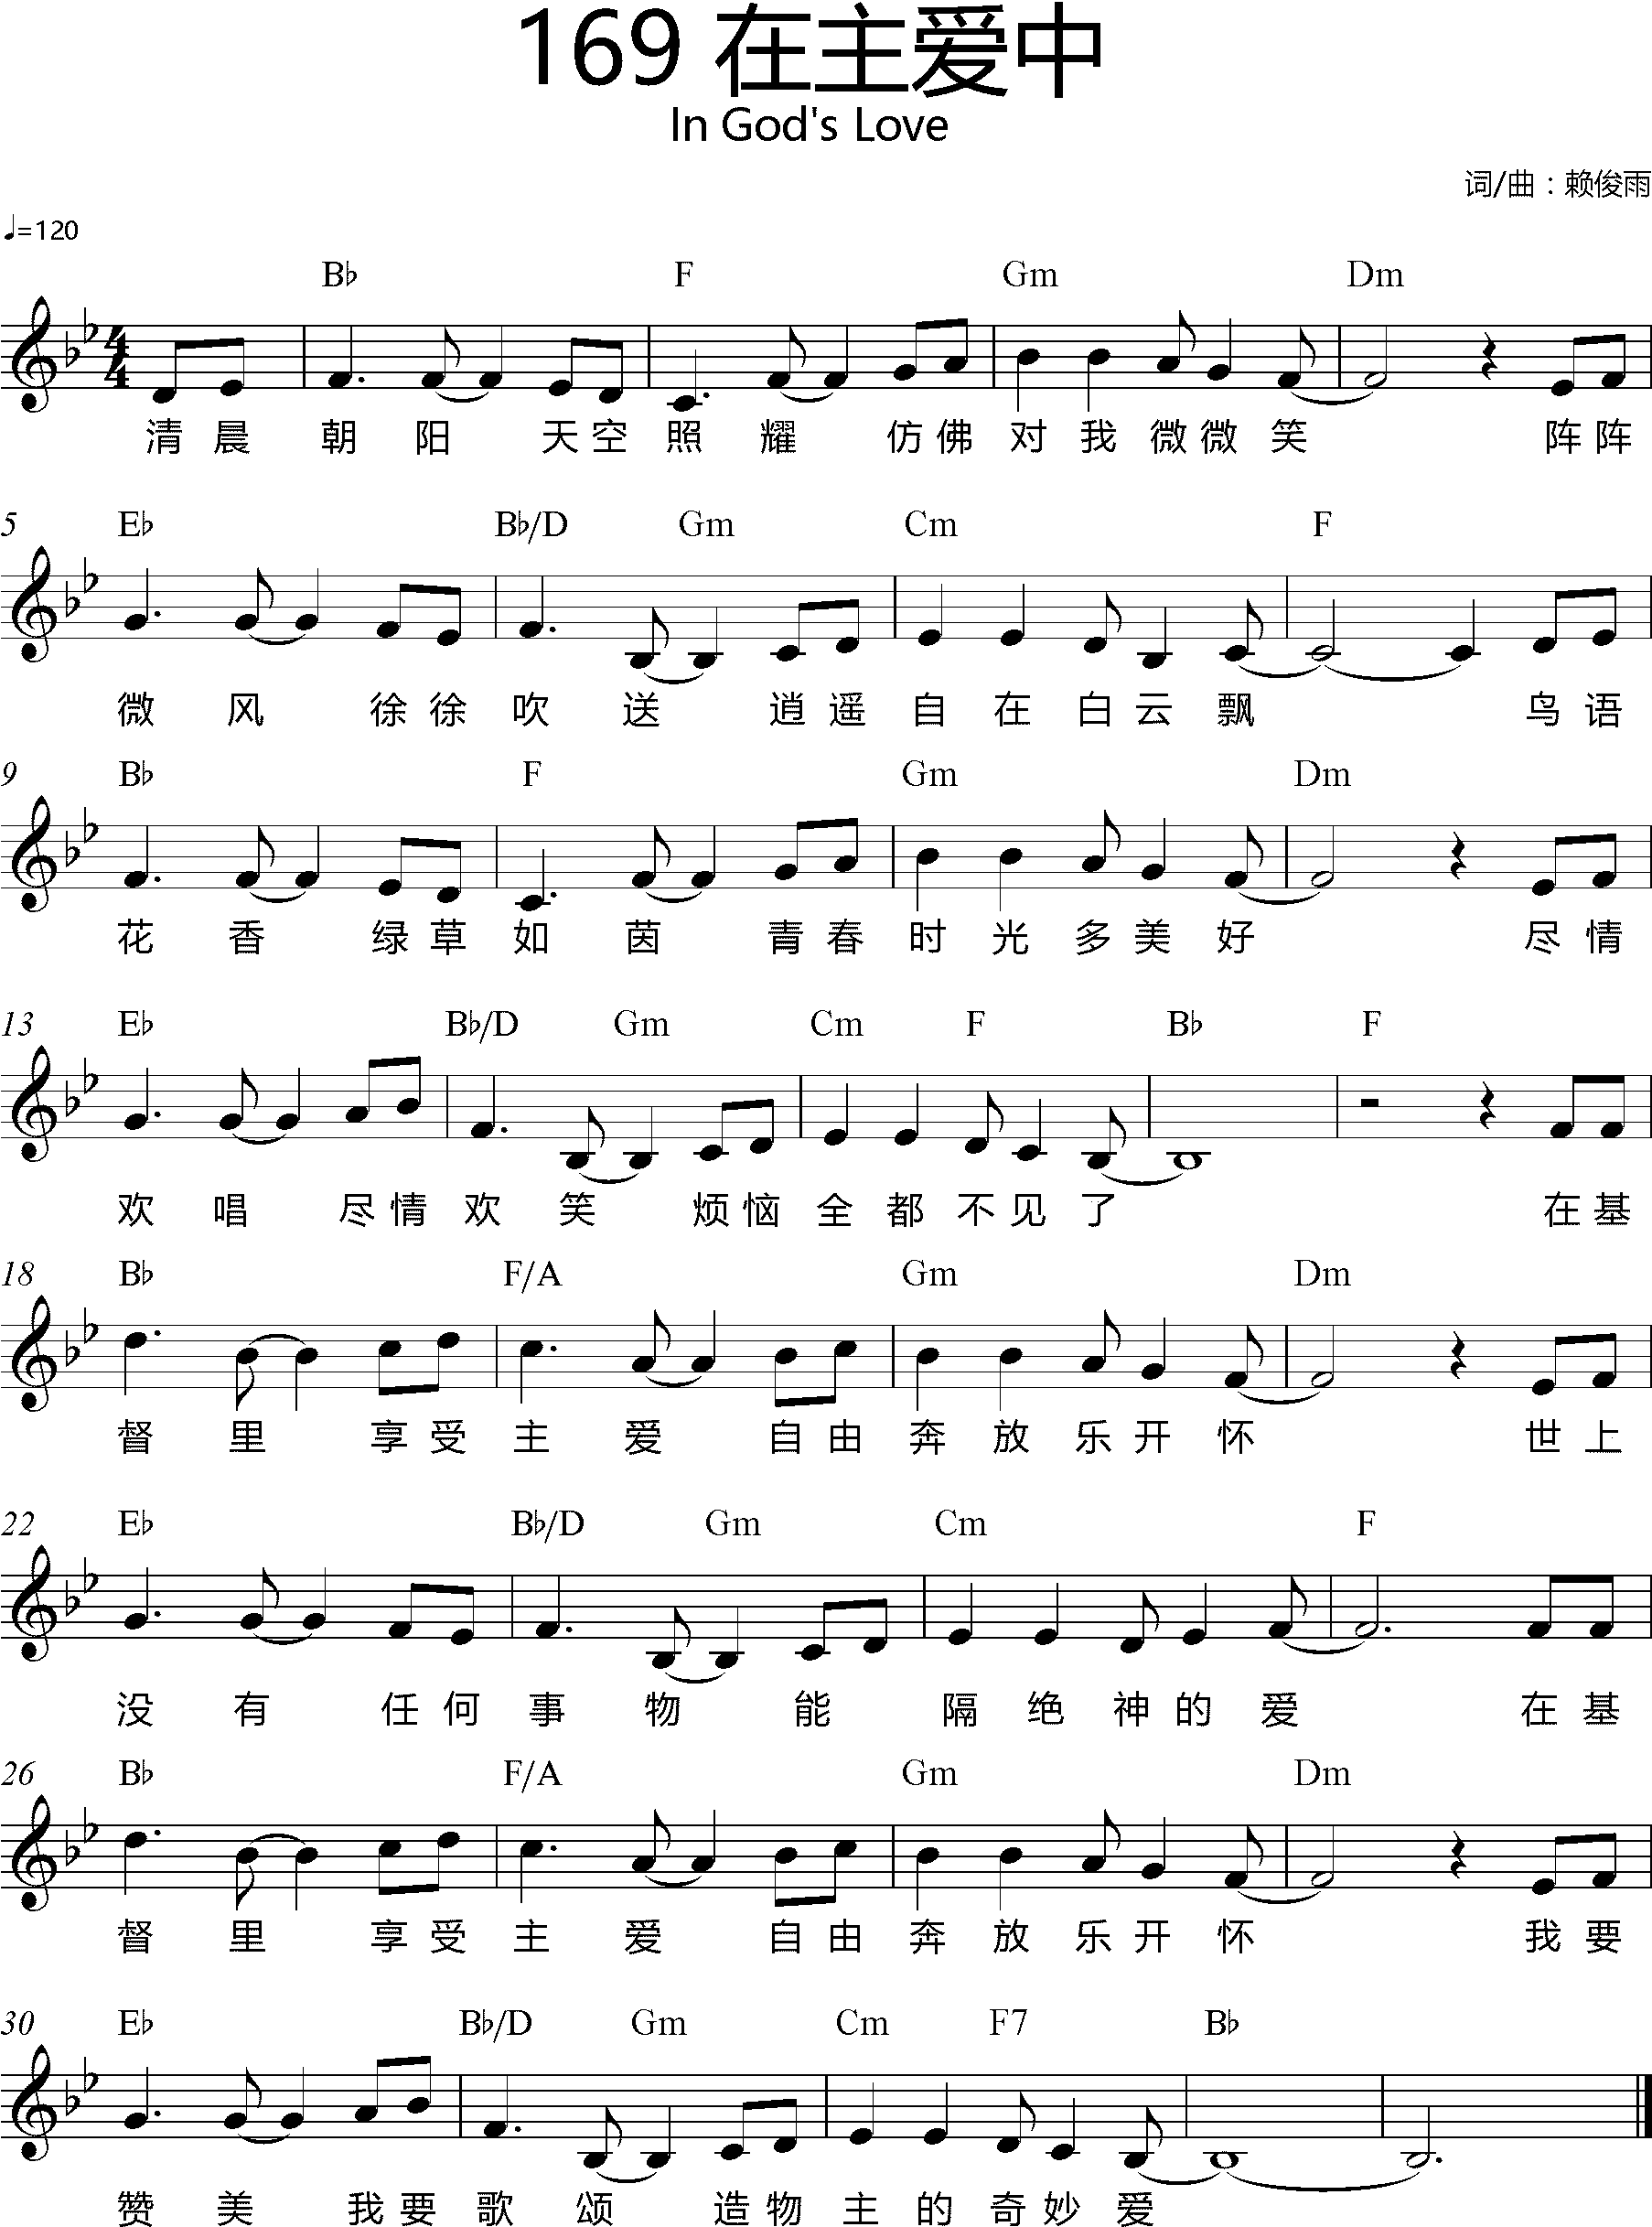 169 在主爱中
In God's Love
词/曲：赖俊雨
♩=120
B♭ F Gm Dm
清晨 朝阳 天空照耀 仿佛对我微微笑 阵阵
5 E♭ B♭/D Gm Cm F
微风 徐徐吹送 逍遥自在白云飘 鸟语
9 B♭ F Gm Dm
花香 绿草如茵 青春时光多美好 尽情
13 E♭ B♭/D Gm Cm F B♭ F
欢唱 尽情欢笑 烦恼全都不见了 在基
18 B♭ F/A Gm Dm
督里 享受主爱 自由奔放乐开怀 世上
22 E♭ B♭/D Gm Cm F
没有 任何事物 能 隔绝神的爱 在基
26 B♭ F/A Gm Dm
督里 享受主爱 自由奔放乐开怀 我要
30 E♭ B♭/D Gm Cm F7 B♭
赞美 我要歌颂 造物主的奇妙爱